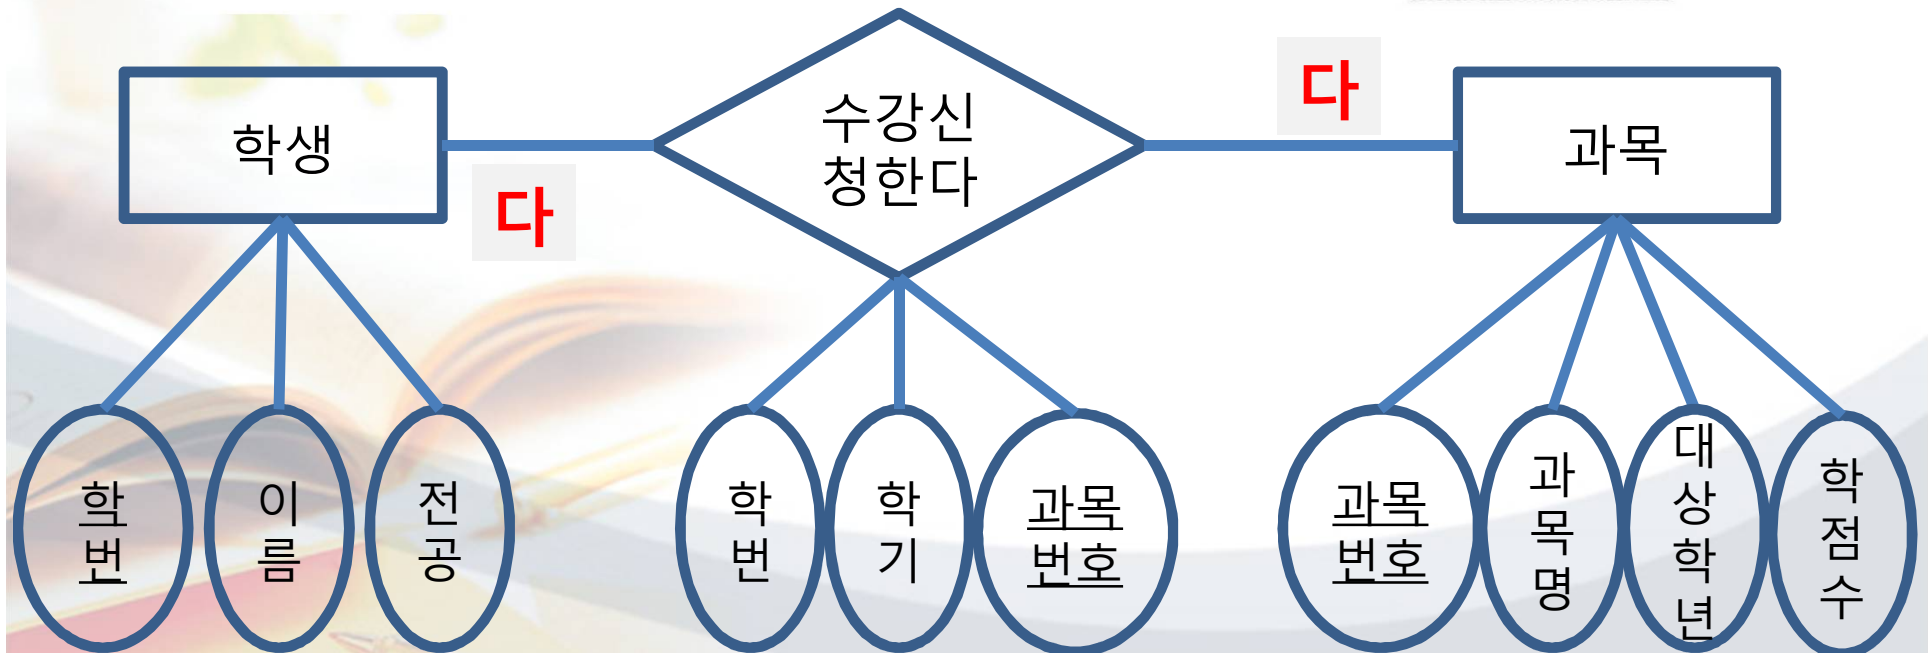 학생
다
수강신
청한다
다
과목
학
번
이
름
전
공
학
번
학
기
과목
번호
과목
번호
과
목
명
대
상
학
년
학
점
수